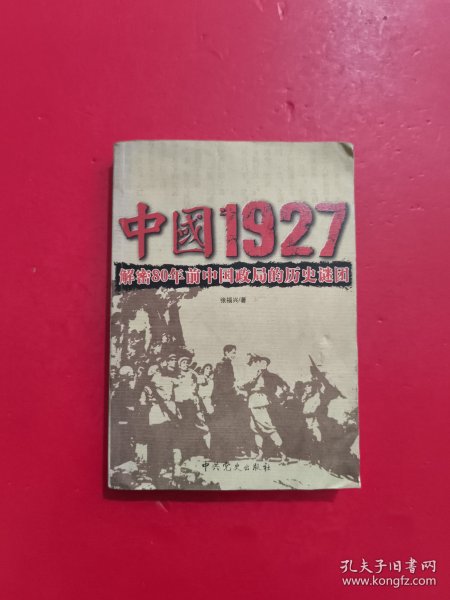 中國1927
解密80年前中国政局的历史谜团
张福兴/著
中共党史出版社
孔夫子旧书网
www.kongfz.com